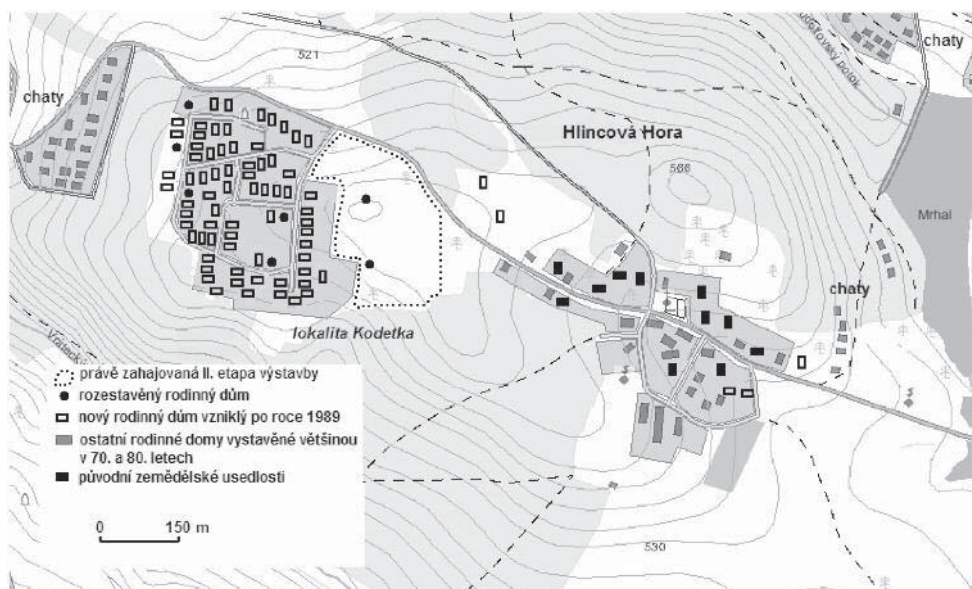 chaty
521
chaty
Hlincová Hora
566
Mrhal
chaty
lokalita Kodetka
právě zahajovaná II. etapa výstavby
rozestavěný rodinný dům
nový rodinný dům vzniklý po roce 1989
ostatní rodinné domy vystavěné většinou
v 70. a 80. letech
původní zemědělské usedlosti
0 150 m
530